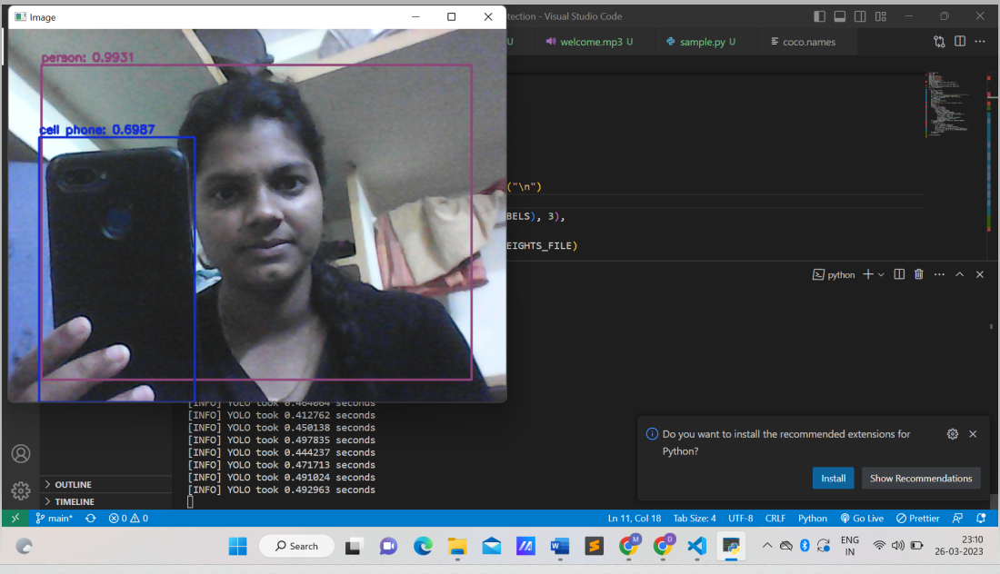 Image
tection - Visual Studio Code
U
welcome.mp3 U
sample.py U
coco.names
person: 0.9931
cell phone: 0.6987
("\n")
BELS), 3),
EIGHTS_FILE)
python
[INFO] YOLO took 0.464064 seconds
[INFO] YOLO took 0.412762 seconds
[INFO] YOLO took 0.450138 seconds
[INFO] YOLO took 0.497835 seconds
[INFO] YOLO took 0.444237 seconds
[INFO] YOLO took 0.471713 seconds
[INFO] YOLO took 0.491024 seconds
[INFO] YOLO took 0.492963 seconds
Do you want to install the recommended extensions for
Python?
Install
Show Recommendations
OUTLINE
TIMELINE
main*
0 0
Ln 11, Col 18
Tab Size: 4
UTF-8
CRLF
Python
Go Live
Prettier
Search
M
D
ENG
IN
23:10
26-03-2023